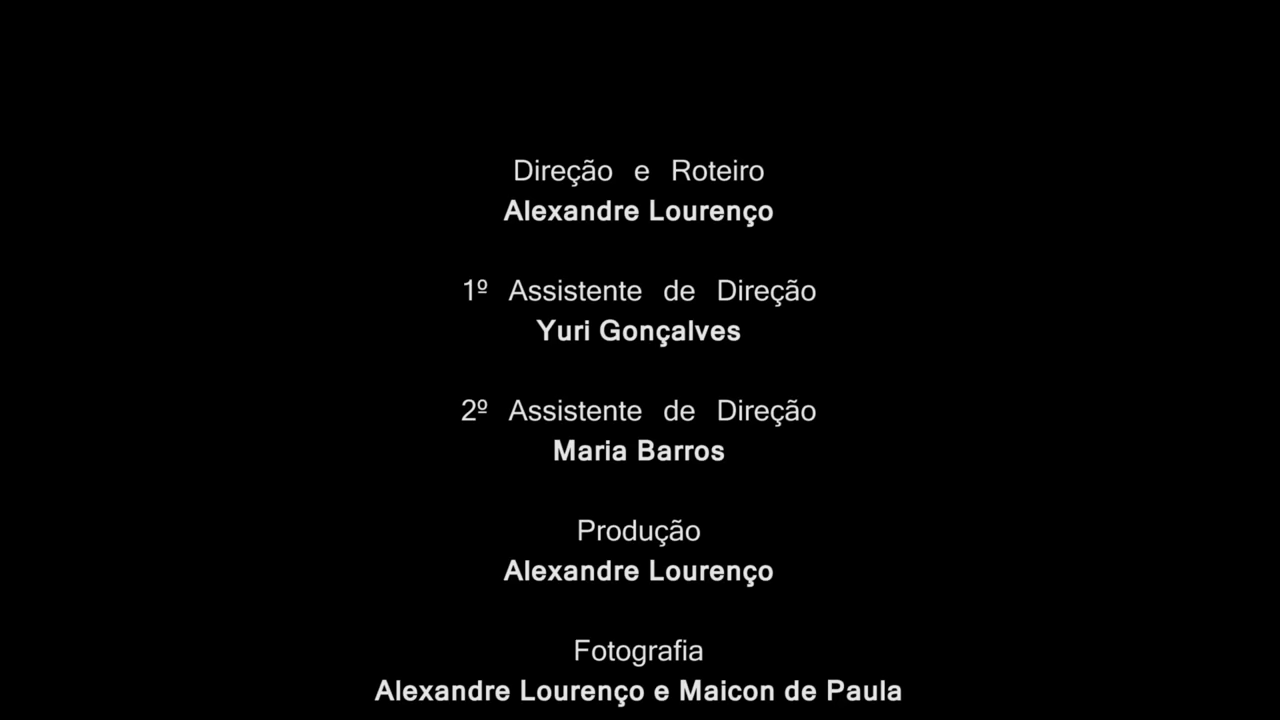 Direção e Roteiro
Alexandre Lourenço
1º Assistente de Direção
Yuri Gonçalves
2º Assistente de Direção
Maria Barros
Produção
Alexandre Lourenço
Fotografia
Alexandre Lourenço e Maicon de Paula